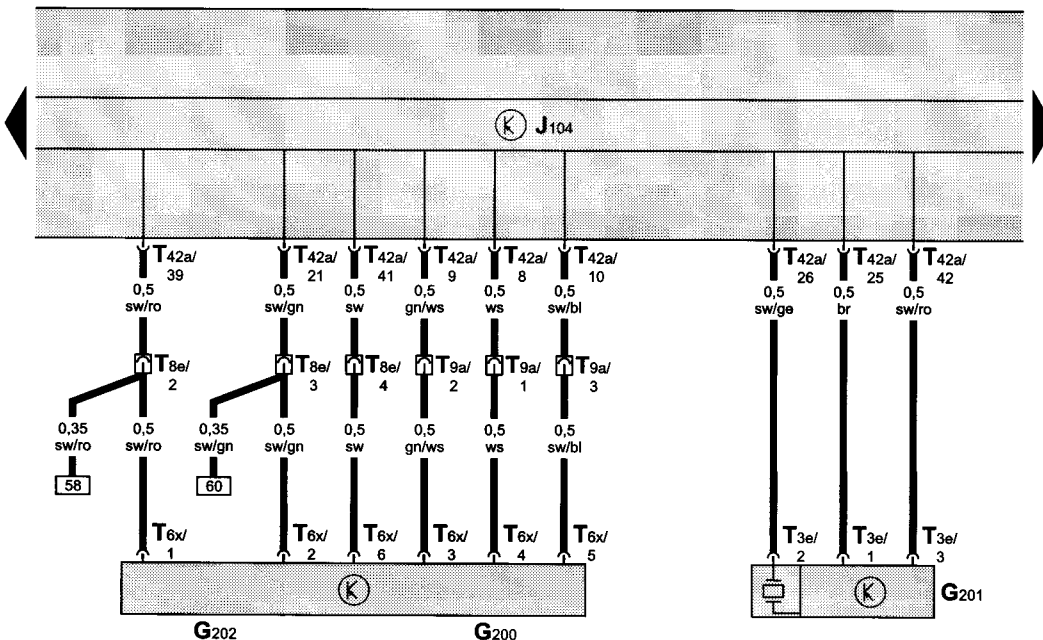 J104
T42a/ T42a/ T42a/ T42a/ T42a/ T42a/ T42a/ T42a/ T42a/
39 21 41 9 8 10 26 25 42
0,5 0,5 0,5 0,5 0,5 0,5 0,5 0,5 0,5
sw/ro sw/gn sw gn/ws ws sw/bl sw/ge br sw/ro
T8e/ T8e/ T8e/ T9a/ T9a/ T9a/
2 3 4 2 1 3
0,35 0,5 0,35 0,5 0,5 0,5 0,5 0,5
sw/ro sw/ro sw/gn sw/gn sw gn/ws ws sw/bl
58 60
T6x/ T6x/ T6x/ T6x/ T6x/ T6x/ T3e/ T3e/ T3e/
1 2 6 3 4 5 2 1 3
G201
G202 G200